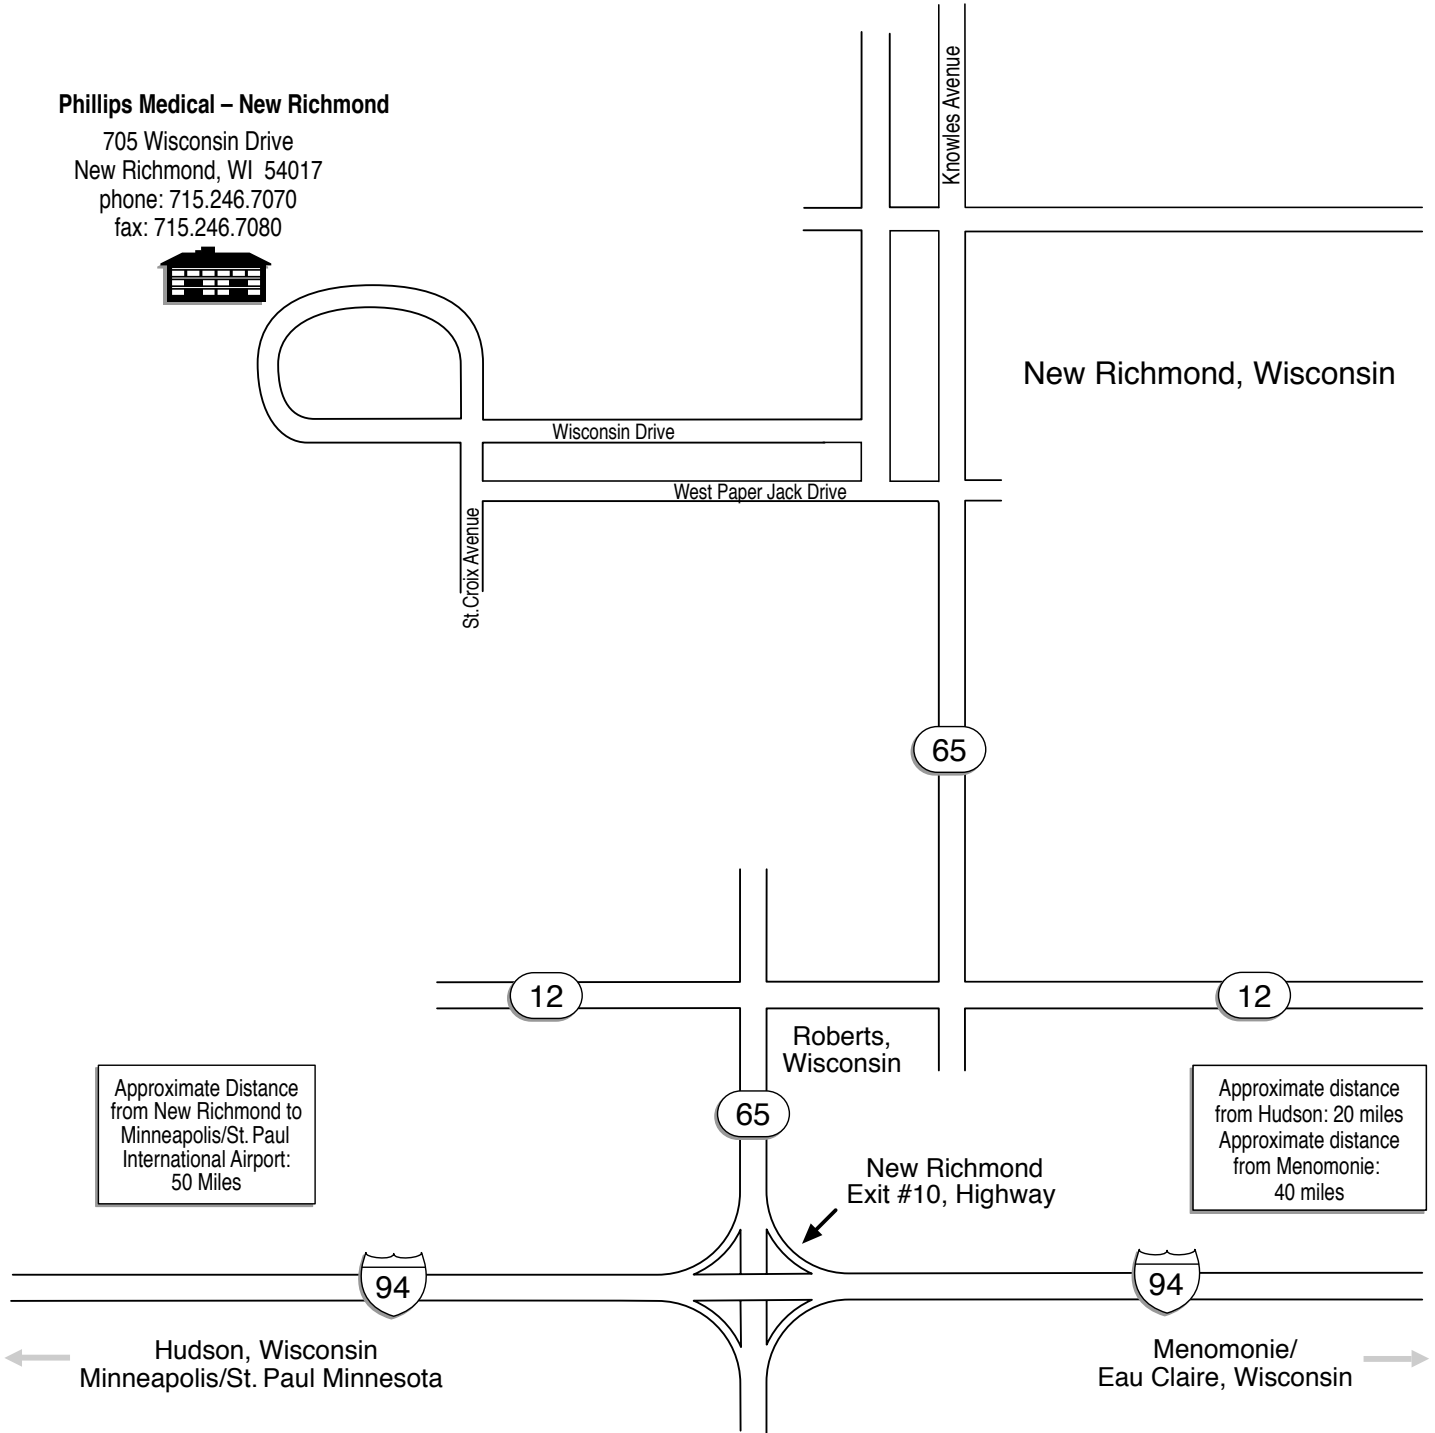 Phillips Medical – New Richmond
705 Wisconsin Drive
New Richmond, WI  54017
phone: 715.246.7070
fax: 715.246.7080
Knowles Avenue
New Richmond, Wisconsin
Wisconsin Drive
West Paper Jack Drive
St. Croix Avenue
65
12
12
Roberts,
Wisconsin
Approximate Distance
from New Richmond to
Minneapolis/St. Paul
International Airport:
50 Miles
65
Approximate distance
from Hudson: 20 miles
Approximate distance
from Menomonie:
40 miles
New Richmond
Exit #10, Highway
94
94
Hudson, Wisconsin
Minneapolis/St. Paul Minnesota
Menomonie/
Eau Claire, Wisconsin